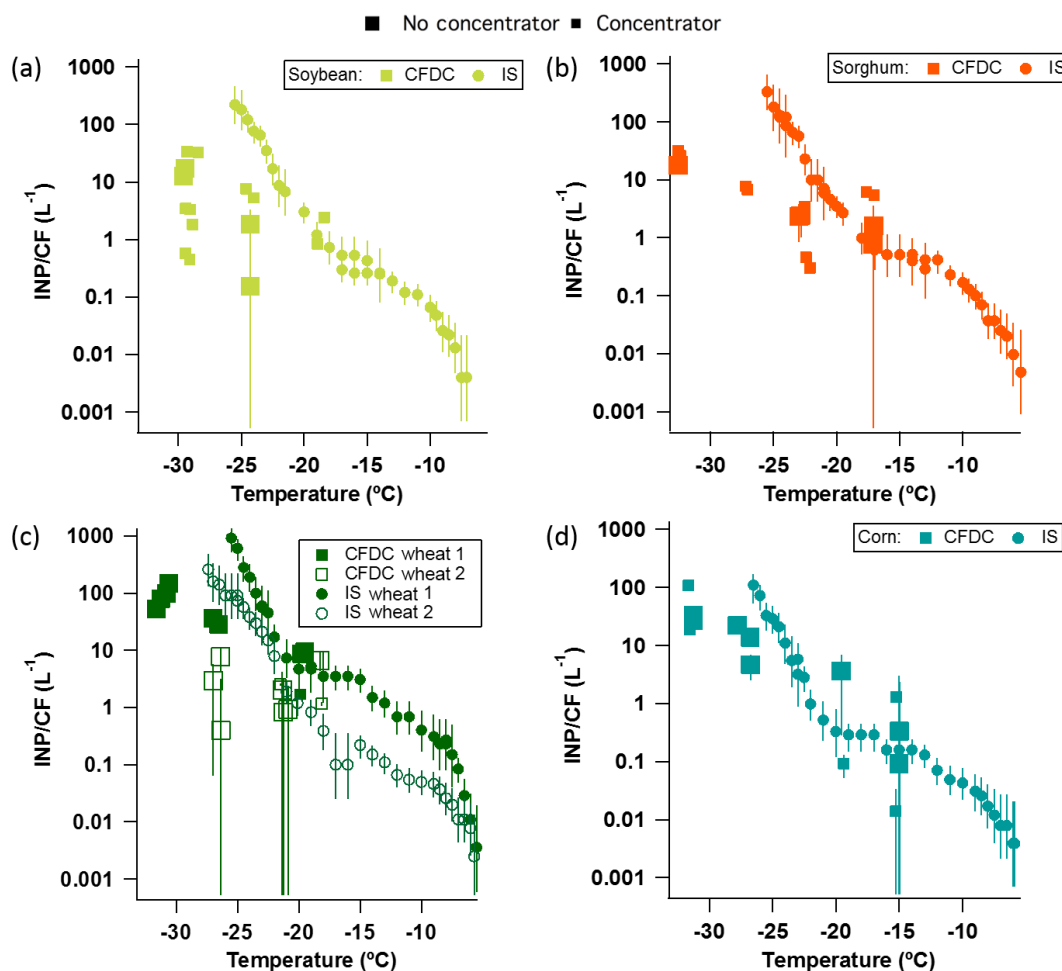 No concentrator Concentrator
(a)
Soybean: CFDC IS
1000
100
10
1
0.1
0.01
0.001
INP/CF (L⁻¹)
-30 -25 -20 -15 -10
Temperature (ºC)
(b)
Sorghum: CFDC IS
1000
100
10
1
0.1
0.01
0.001
INP/CF (L⁻¹)
-30 -25 -20 -15 -10
Temperature (ºC)
(c)
CFDC wheat 1
CFDC wheat 2
IS wheat 1
IS wheat 2
1000
100
10
1
0.1
0.01
0.001
INP/CF (L⁻¹)
-30 -25 -20 -15 -10
Temperature (ºC)
(d)
Corn: CFDC IS
1000
100
10
1
0.1
0.01
0.001
INP/CF (L⁻¹)
-30 -25 -20 -15 -10
Temperature (ºC)